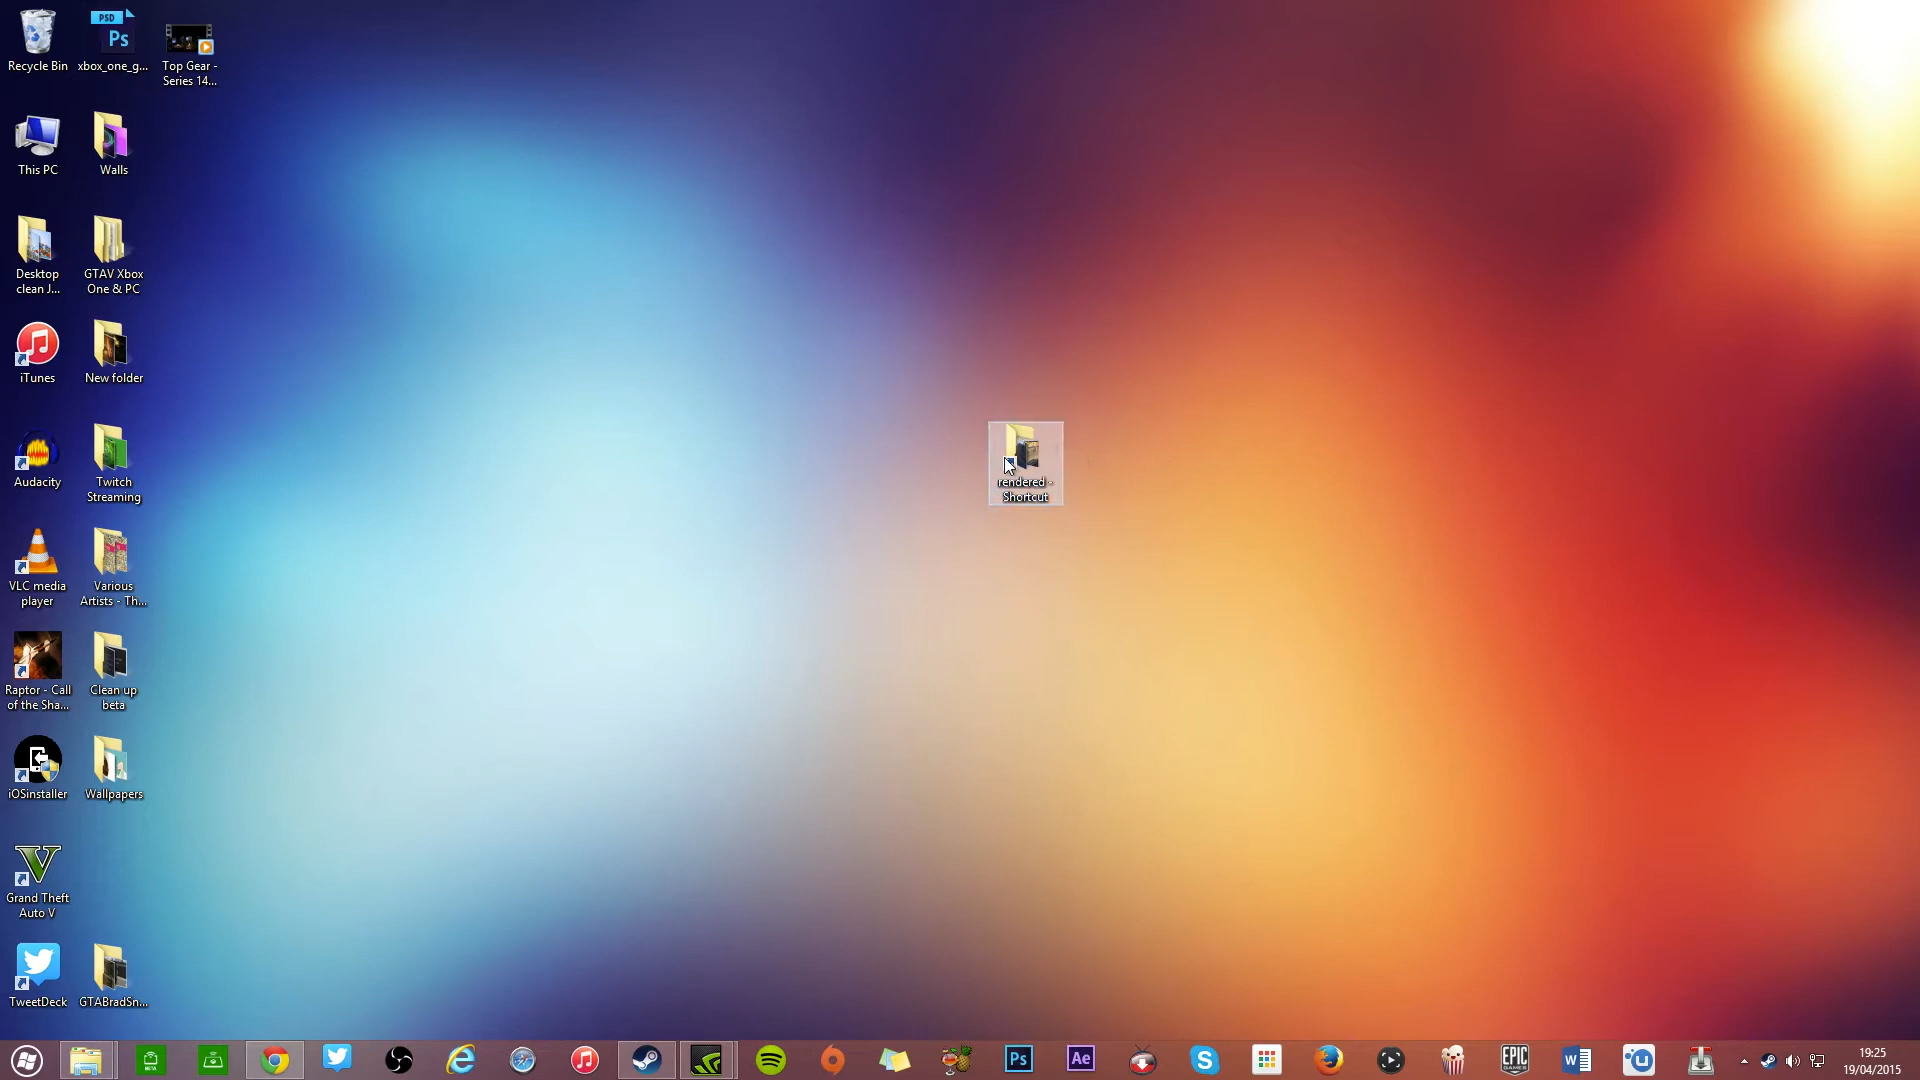 Recycle Bin
PSD
Ps
xbox_one_g...
Top Gear -
Series 14...
This PC
Walls
Desktop
clean J...
GTAV Xbox
One & PC
iTunes
New folder
Audacity
Twitch
Streaming
rendered -
Shortcut
VLC media
player
Various
Artists - Th...
Raptor - Call
of the Sha...
Clean up
beta
iOSinstaller
Wallpapers
V
Grand Theft
Auto V
TweetDeck
GTABradSn...
BETA
Ps
Ae
EPIC
GAMES
19:25
19/04/2015